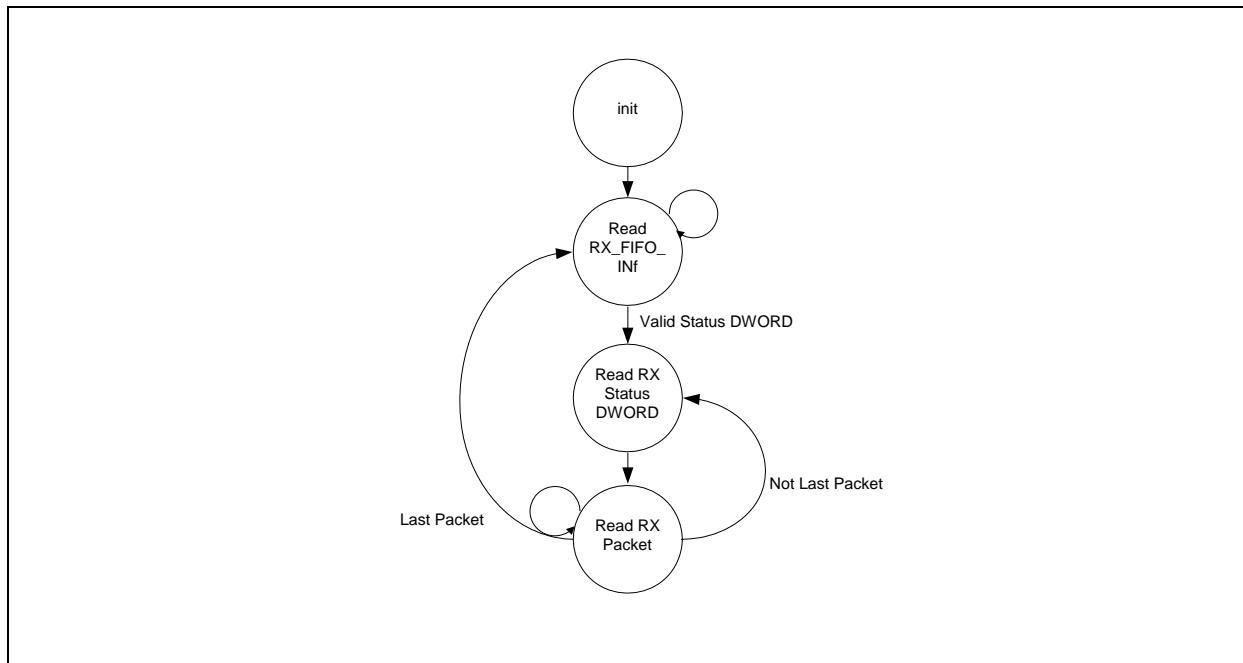 init
Read
RX_FIFO_
INf
Valid Status DWORD
Read RX
Status
DWORD
Not Last Packet
Last Packet
Read RX
Packet